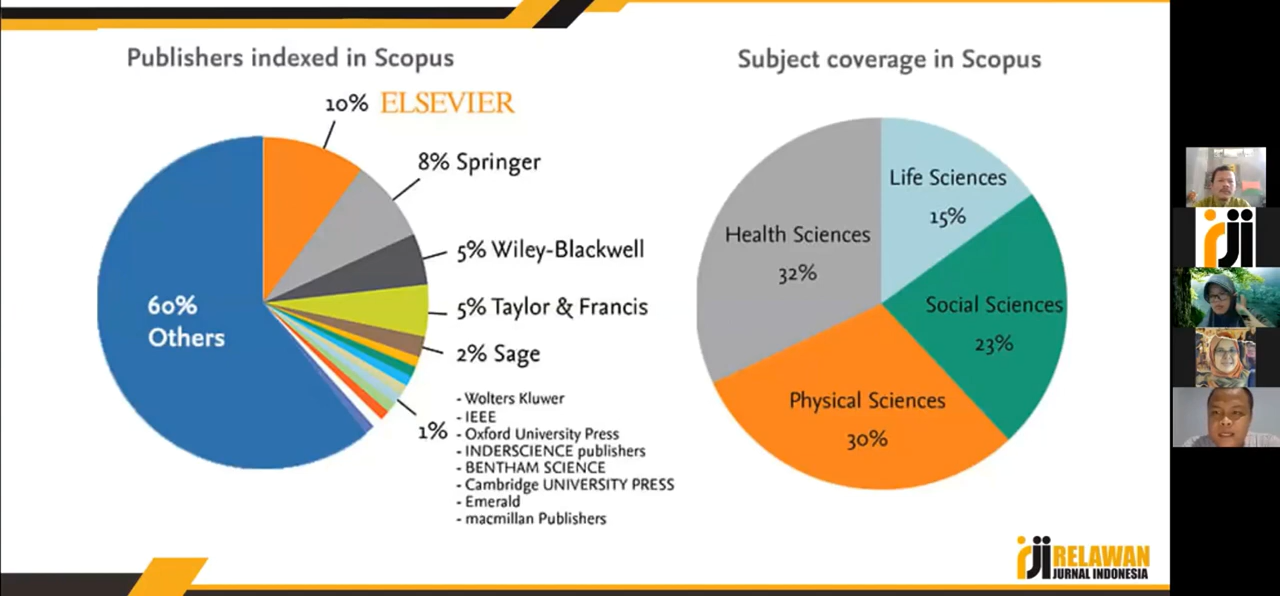 Publishers indexed in Scopus
10% ELSEVIER
8% Springer
5% Wiley-Blackwell
5% Taylor & Francis
2% Sage
60%
Others
1%
- Wolters Kluwer
- IEEE
- Oxford University Press
- INDERSCIENCE publishers
- BENTHAM SCIENCE
- Cambridge UNIVERSITY PRESS
- Emerald
- macmillan Publishers
Subject coverage in Scopus
Life Sciences
15%
Health Sciences
32%
Social Sciences
23%
Physical Sciences
30%
rji RELAWAN
JURNAL INDONESIA
rji